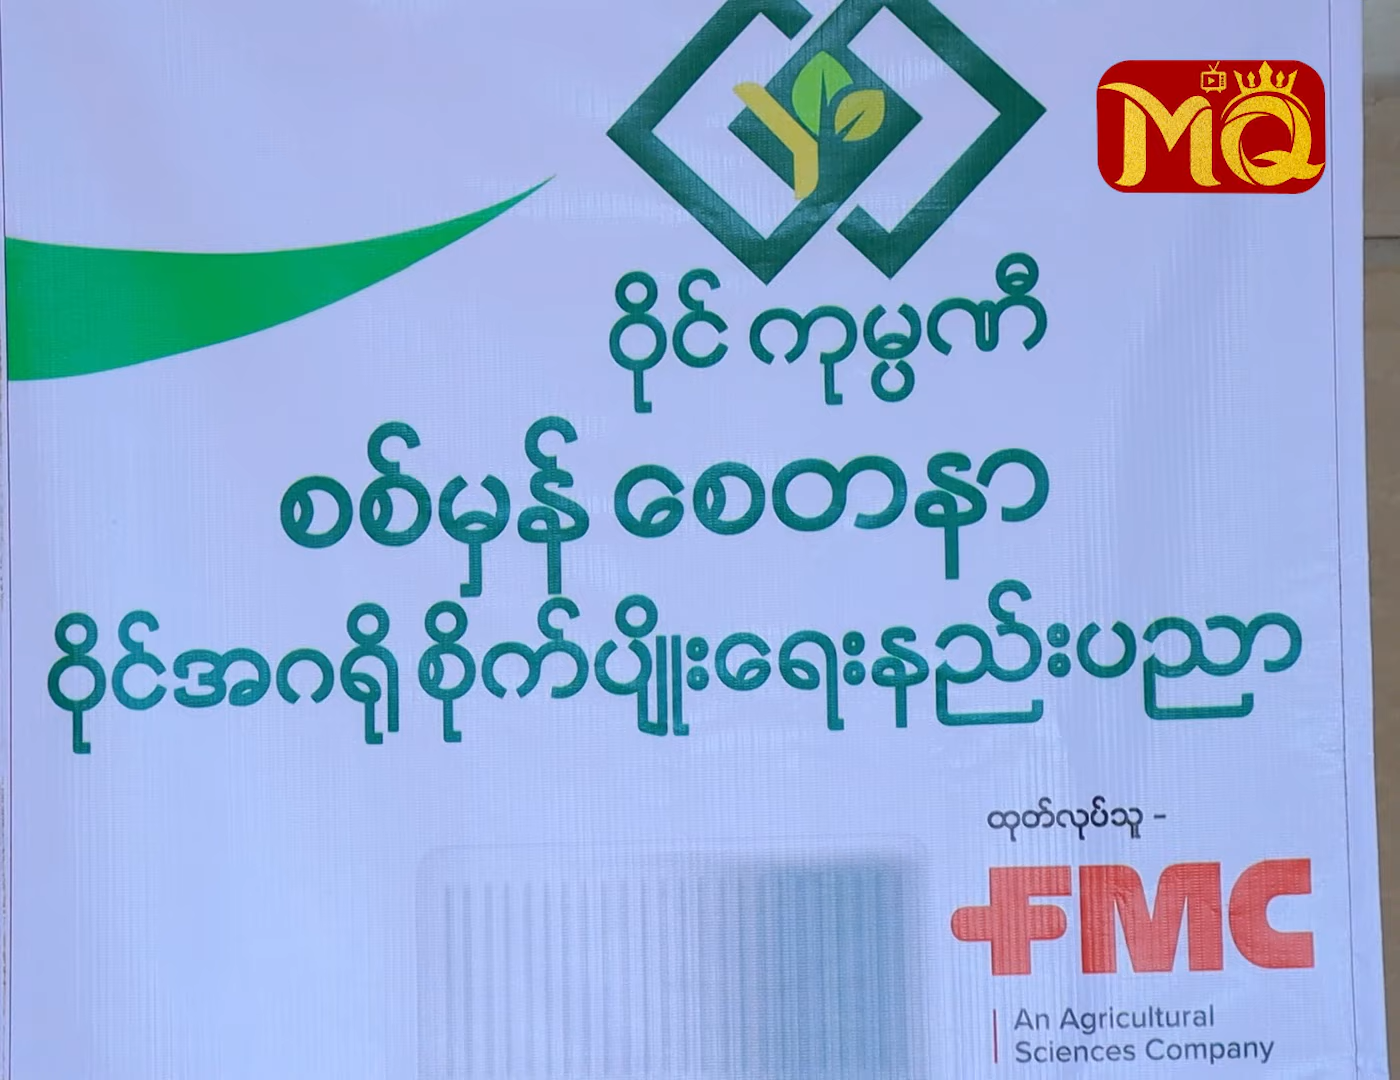 MQ
ဝိုင် ကုမ္ပဏီ
စစ်မှန် စေတနာ
ဝိုင်အဂရို စိုက်ပျိုးရေးနည်းပညာ
ထုတ်လုပ်သူ -
FMC
An Agricultural
Sciences Company